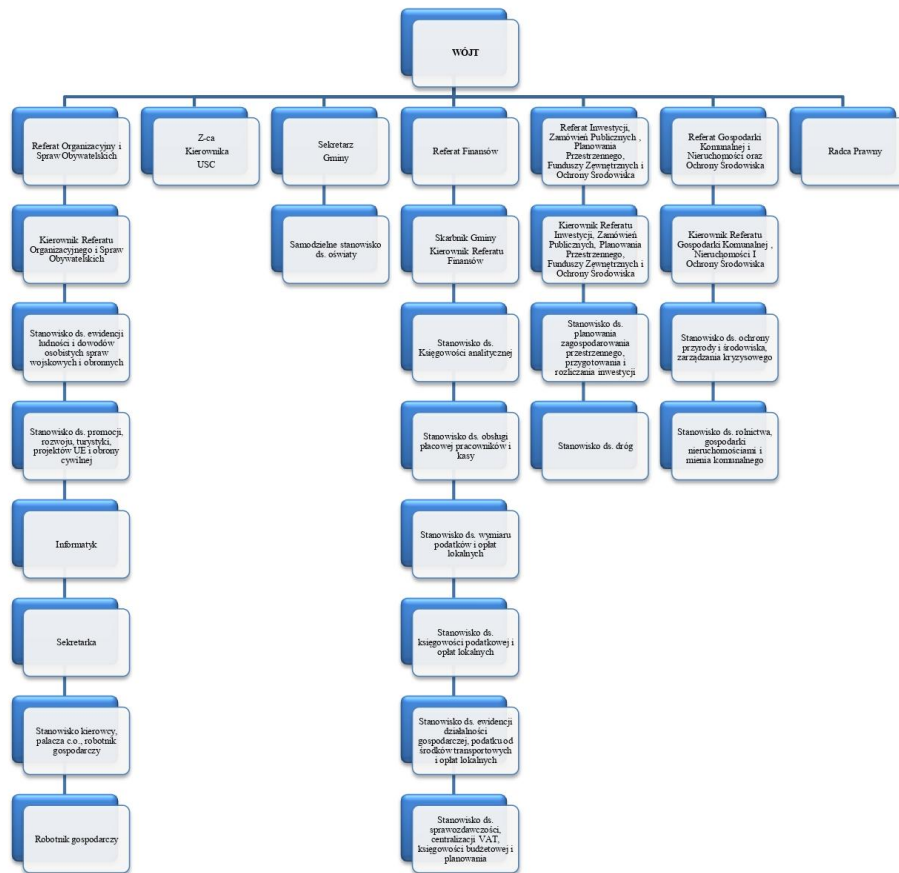 WÓJT
Referat Organizacyjny i
Spraw Obywatelskich
Z-ca
Kierownika
USC
Sekretarz
Gminy
Referat Finansów
Referat Inwestycji,
Zamówień Publicznych ,
Planowania
Przestrzennego,
Funduszy Zewnętrznych i
Ochrony Środowiska
Referat Gospodarki
Komunalnej i
Nieruchomości oraz
Ochrony Środowiska
Radca Prawny
Kierownik Referatu
Organizacyjnego i Spraw
Obywatelskich
Samodzielne stanowisko
ds. oświaty
Skarbnik Gminy
Kierownik Referatu
Finansów
Kierownik Referatu
Inwestycji, Zamówień
Publicznych, Planowania
Przestrzennego,
Funduszy Zewnętrznych i
Ochrony Środowiska
Kierownik Referatu
Gospodarki Komunalnej ,
Nieruchomości I
Ochrony Środowiska
Stanowisko ds. ewidencji
ludności i dowodów
osobistych spraw
wojskowych i obronnych
Stanowisko ds.
Księgowości analitycznej
Stanowisko ds.
planowania
zagospodarowania
przestrzennego,
przygotowania i
rozliczania inwestycji
Stanowisko ds. ochrony
przyrody i środowiska,
zarządzania kryzysowego
Stanowisko ds. promocji,
rozwoju, turystyki,
projektów UE i obrony
cywilnej
Stanowisko ds. obsługi
płacowej pracowników i
kasy
Stanowisko ds. dróg
Stanowisko ds. rolnictwa,
gospodarki
nieruchomościami i
mienia komunalnego
Informatyk
Stanowisko ds. wymiaru
podatków i opłat
lokalnych
Sekretarka
Stanowisko ds.
księgowości podatkowej i
opłat lokalnych
Stanowisko kierowcy,
palacza c.o., robotnik
gospodarczy
Stanowisko ds. ewidencji
działalności
gospodarczej, podatku od
środków transportowych
i opłat lokalnych
Robotnik gospodarczy
Stanowisko ds.
sprawozdawczości,
centralizacji VAT,
księgowości budżetowej i
planowania